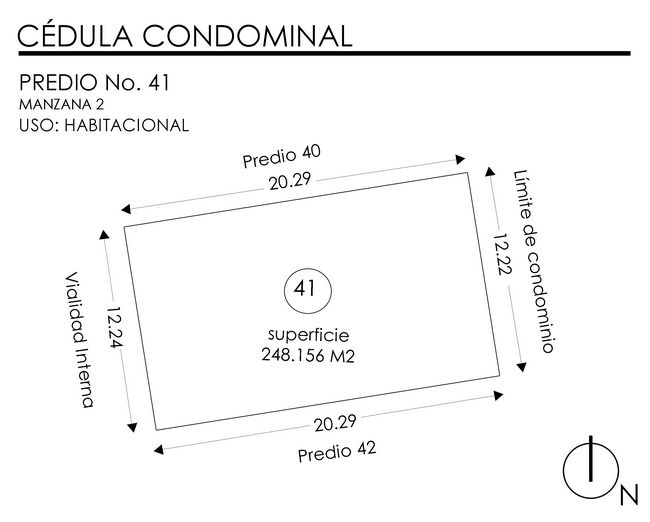 CÉDULA CONDOMINAL
PREDIO No. 41
MANZANA 2
USO: HABITACIONAL
Predio 40
20.29
Límite de condominio
12.22
41
superficie
248.156 M2
Vialidad Interna
12.24
20.29
Predio 42
N